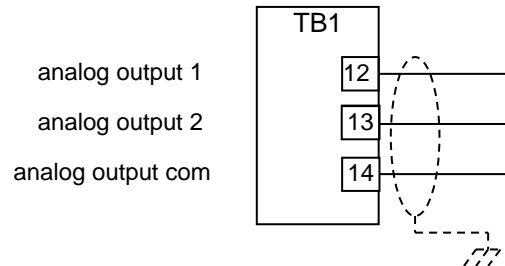 TB1
analog output 1 12
analog output 2 13
analog output com 14